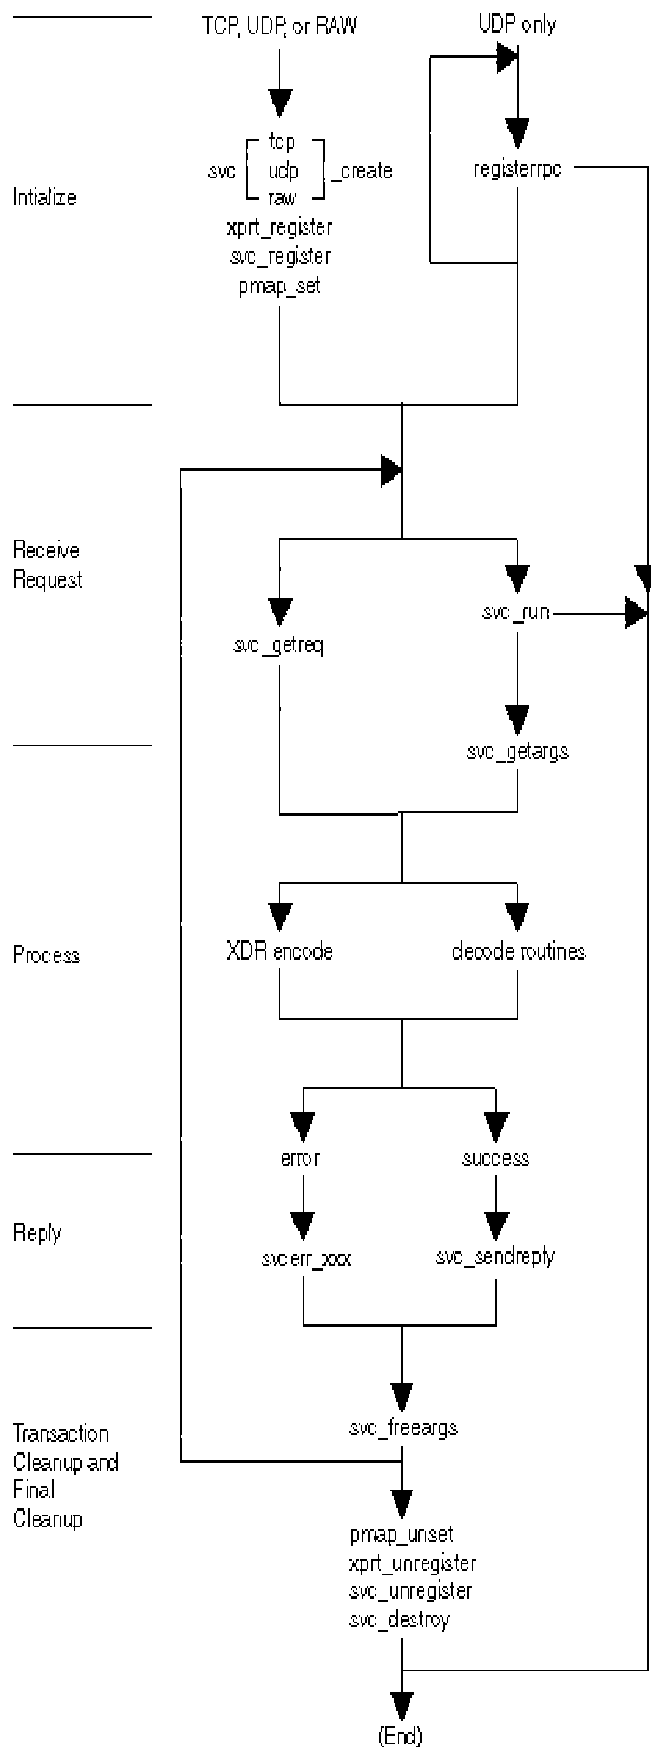 TCP, UDP, or RAW
UDP only
Intialize
tcp
svc udp _create
raw
registerrpc
xprt_register
svc_register
pmap_set
Receive
Request
svc_run
svc_getreq
svc_getargs
Process
XDR encode
decode routines
error
success
Reply
svcerr_xxx
svc_sendreply
Transaction
Cleanup and
Final
Cleanup
svc_freeargs
pmap_unset
xprt_unregister
svc_unregister
svc_destroy
(End)